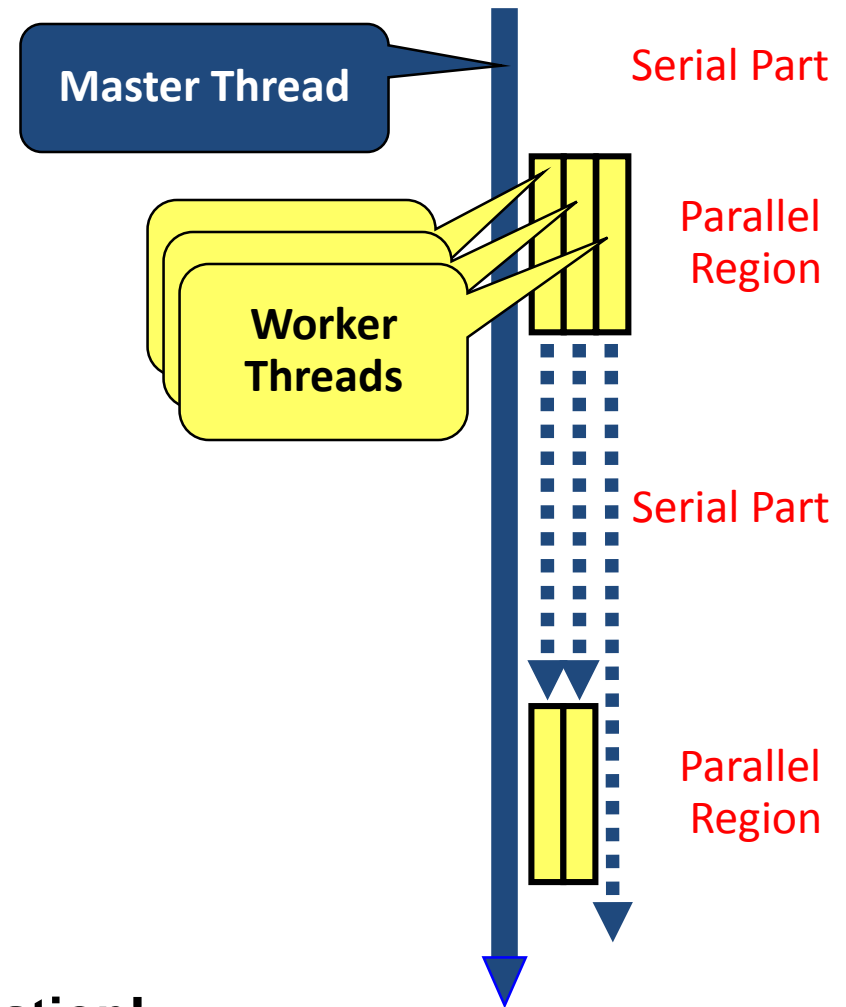 Master Thread
Serial Part
Parallel
Region
Worker
Threads
Serial Part
Parallel
Region